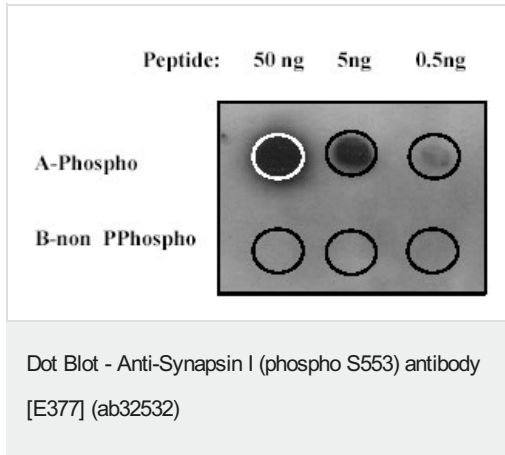 Peptide: 50 ng 5ng 0.5ng
A-Phospho
B-non PPhospho
Dot Blot - Anti-Synapsin I (phospho S553) antibody
[E377] (ab32532)